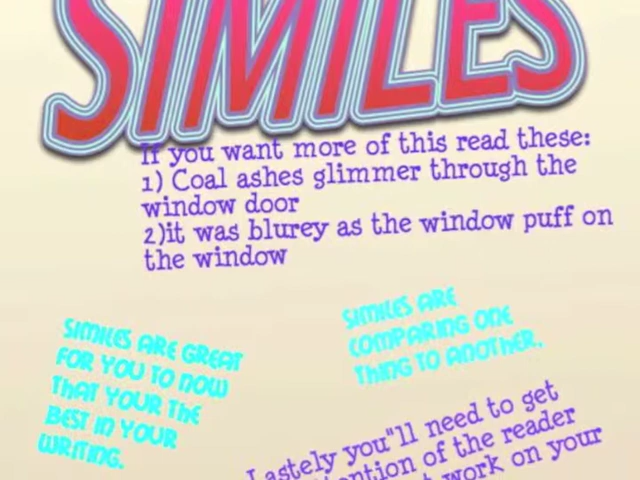 SIMILES
If you want more of this read these:
1) Coal ashes glimmer through the
window door
2)it was blurey as the window puff on
the window
SIMILES ARE
COMPARING ONE
THING TO ANOTHER.
SIMILES ARE GREAT
FOR YOU TO NOW
THAT YOUR THE
BEST IN YOUR
WRITING.
Lastely you"ll need to get
of the reader
work on your